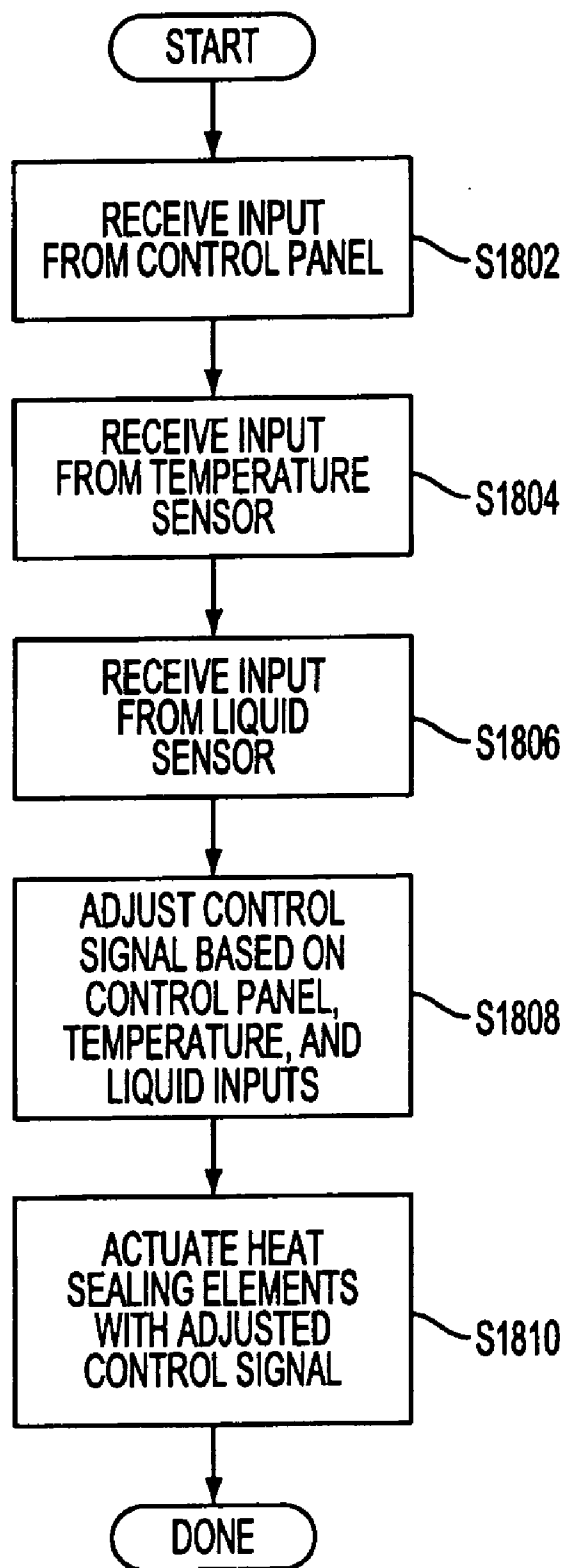 START
RECEIVE INPUT
FROM CONTROL PANEL
S1802
RECEIVE INPUT
FROM TEMPERATURE
SENSOR
S1804
RECEIVE INPUT
FROM LIQUID
SENSOR
S1806
ADJUST CONTROL
SIGNAL BASED ON
CONTROL PANEL,
TEMPERATURE, AND
LIQUID INPUTS
S1808
ACTUATE HEAT
SEALING ELEMENTS
WITH ADJUSTED
CONTROL SIGNAL
S1810
DONE